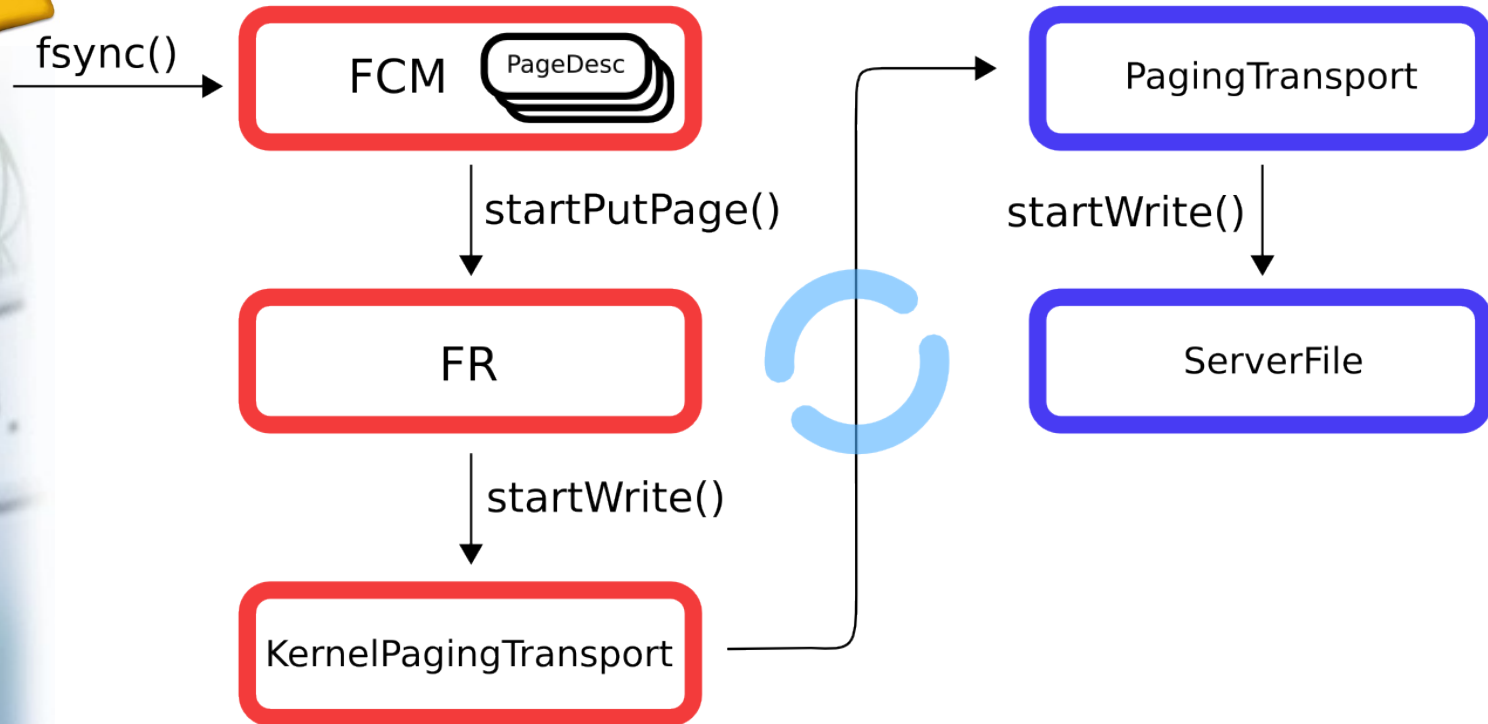 fsync()
FCM
PageDesc
startPutPage()
FR
startWrite()
KernelPagingTransport
PagingTransport
startWrite()
ServerFile